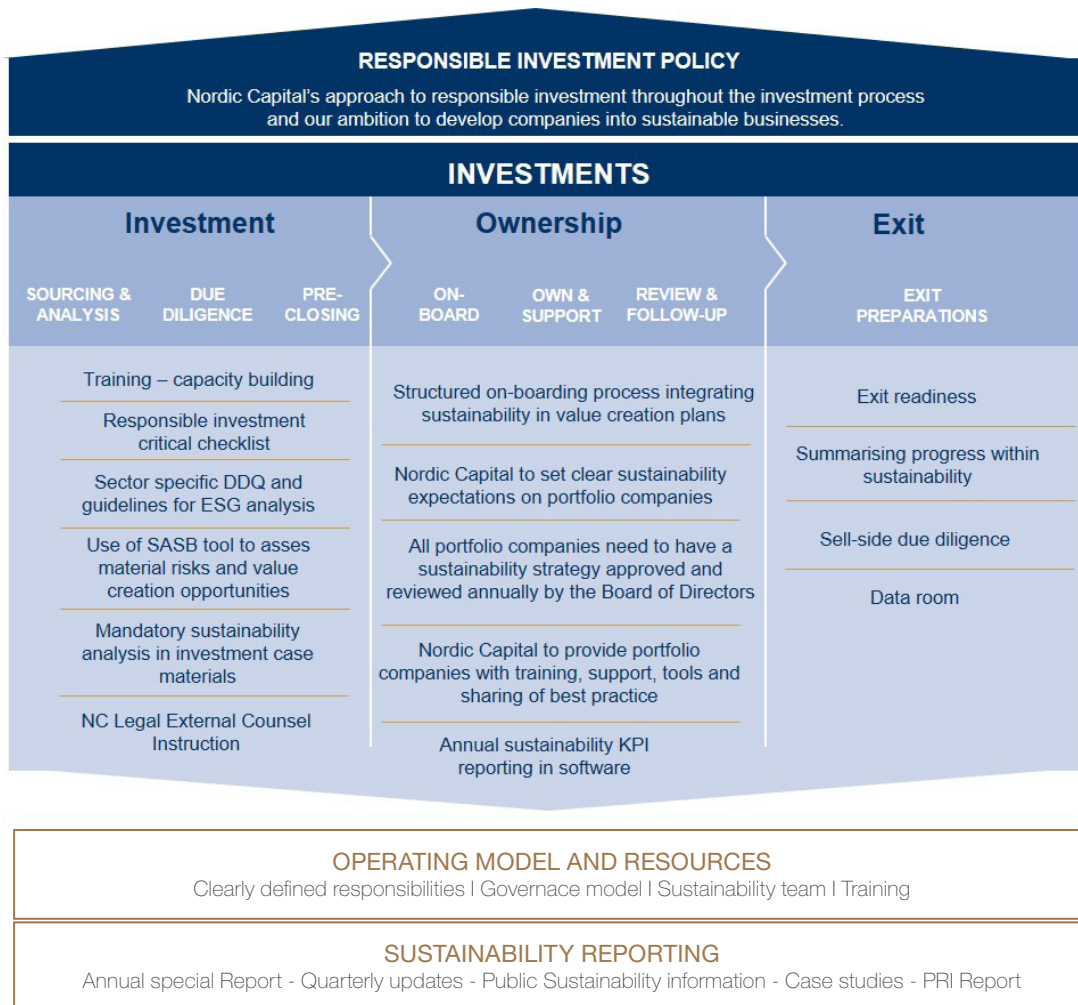 RESPONSIBLE INVESTMENT POLICY
Nordic Capital's approach to responsible investment throughout the investment process
and our ambition to develop companies into sustainable businesses.
INVESTMENTS
Investment
SOURCING &
ANALYSIS
DUE
DILIGENCE
PRE-
CLOSING
Training – capacity building
Responsible investment
critical checklist
Sector specific DDQ and
guidelines for ESG analysis
Use of SASB tool to asses
material risks and value
creation opportunities
Mandatory sustainability
analysis in investment case
materials
NC Legal External Counsel
Instruction
Ownership
ON-
BOARD
OWN &
SUPPORT
REVIEW &
FOLLOW-UP
Structured on-boarding process integrating
sustainability in value creation plans
Nordic Capital to set clear sustainability
expectations on portfolio companies
All portfolio companies need to have a
sustainability strategy approved and
reviewed annually by the Board of Directors
Nordic Capital to provide portfolio
companies with training, support, tools and
sharing of best practice
Annual sustainability KPI
reporting in software
Exit
EXIT
PREPARATIONS
Exit readiness
Summarising progress within
sustainability
Sell-side due diligence
Data room
OPERATING MODEL AND RESOURCES
Clearly defined responsibilities I Governace model I Sustainability team I Training
SUSTAINABILITY REPORTING
Annual special Report - Quarterly updates - Public Sustainability information - Case studies - PRI Report